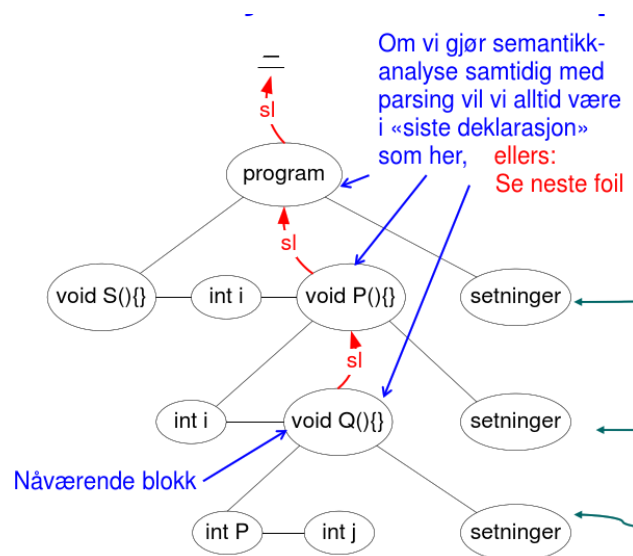 Om vi gjør semantikk-
analyse samtidig med
parsing vil vi alltid være
i «siste deklarasjon»
som her, ellers:
Se neste foil
sl
program
sl
void S(){}
int i
void P(){}
setninger
sl
int i
void Q(){}
setninger
Nåværende blokk
int P
int j
setninger